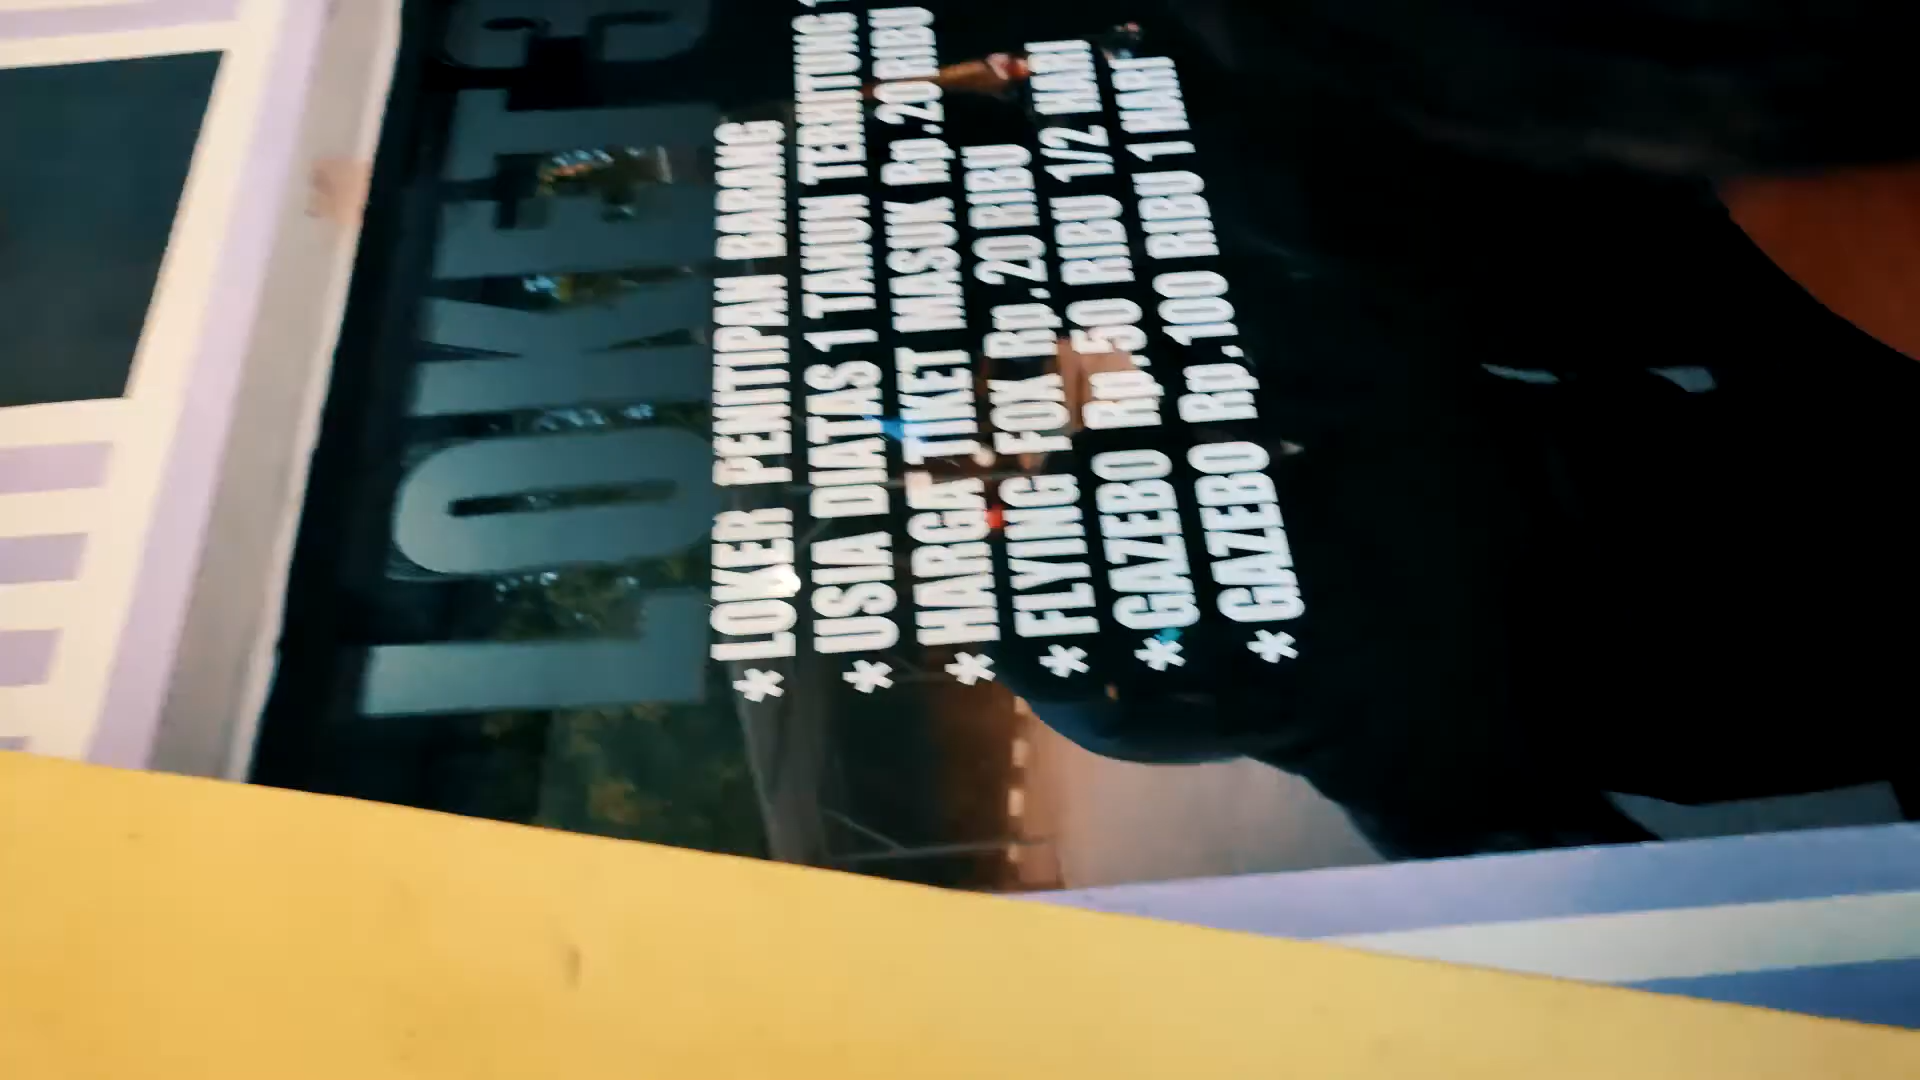 LOKET
* LOKER PENITIPAN BARANG
* USIA DIATAS 1 TAHUN TERHITUNG
* HARGA TIKET MASUK Rp.20 RIBU
* FLYING FOX Rp.20 RIBU
* GAZEBO Rp.50 RIBU 1/2 HARI
* GAZEBO Rp.100 RIBU 1 HARI